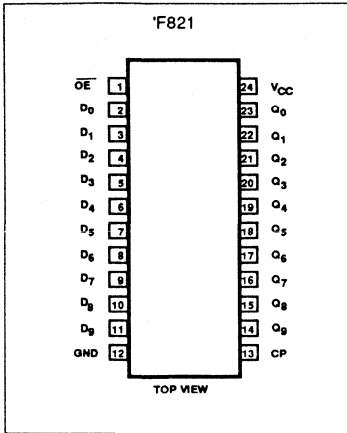 'F821
OE 1 24 VCC
D0 2 23 Q0
D1 3 22 Q1
D2 4 21 Q2
D3 5 20 Q3
D4 6 19 Q4
D5 7 18 Q5
D6 8 17 Q6
D7 9 16 Q7
D8 10 15 Q8
D9 11 14 Q9
GND 12 13 CP
TOP VIEW